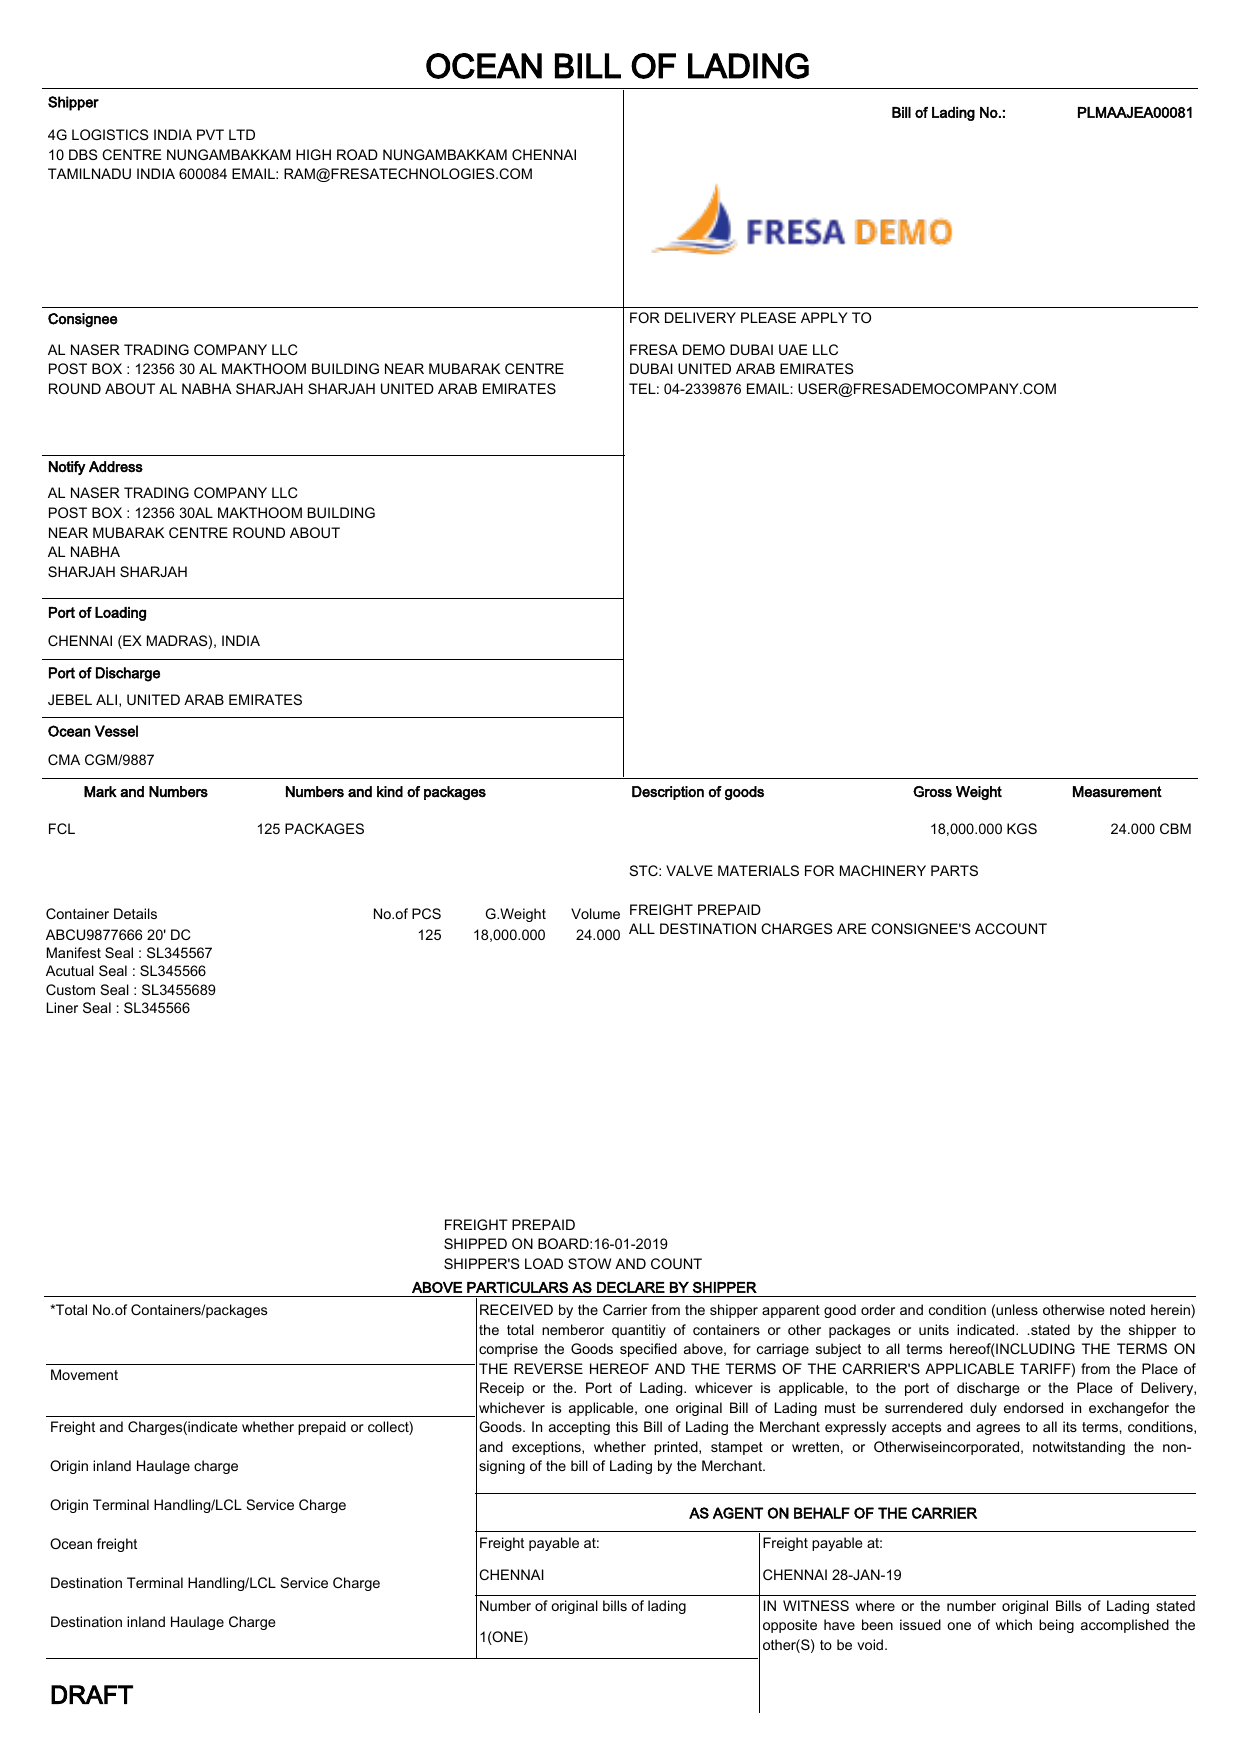 OCEAN BILL OF LADING
Shipper
4G LOGISTICS INDIA PVT LTD
10 DBS CENTRE NUNGAMBAKKAM HIGH ROAD NUNGAMBAKKAM CHENNAI
TAMILNADU INDIA 600084 EMAIL: RAM@FRESATECHNOLOGIES.COM
Bill of Lading No.: PLMAAJEA00081
FRESA DEMO
Consignee
AL NASER TRADING COMPANY LLC
POST BOX : 12356 30 AL MAKTHOOM BUILDING NEAR MUBARAK CENTRE
ROUND ABOUT AL NABHA SHARJAH SHARJAH UNITED ARAB EMIRATES
FOR DELIVERY PLEASE APPLY TO
FRESA DEMO DUBAI UAE LLC
DUBAI UNITED ARAB EMIRATES
TEL: 04-2339876 EMAIL: USER@FRESADEMOCOMPANY.COM
Notify Address
AL NASER TRADING COMPANY LLC
POST BOX : 12356 30AL MAKTHOOM BUILDING
NEAR MUBARAK CENTRE ROUND ABOUT
AL NABHA
SHARJAH SHARJAH
Port of Loading
CHENNAI (EX MADRAS), INDIA
Port of Discharge
JEBEL ALI, UNITED ARAB EMIRATES
Ocean Vessel
CMA CGM/9887
Mark and Numbers Numbers and kind of packages Description of goods Gross Weight Measurement
FCL 125 PACKAGES 18,000.000 KGS 24.000 CBM
STC: VALVE MATERIALS FOR MACHINERY PARTS
FREIGHT PREPAID
ALL DESTINATION CHARGES ARE CONSIGNEE'S ACCOUNT
Container Details No.of PCS G.Weight Volume
ABCU9877666 20' DC 125 18,000.000 24.000
Manifest Seal : SL345567
Acutual Seal : SL345566
Custom Seal : SL3455689
Liner Seal : SL345566
FREIGHT PREPAID
SHIPPED ON BOARD:16-01-2019
SHIPPER'S LOAD STOW AND COUNT
ABOVE PARTICULARS AS DECLARE BY SHIPPER
*Total No.of Containers/packages
Movement
Freight and Charges(indicate whether prepaid or collect)
Origin inland Haulage charge
Origin Terminal Handling/LCL Service Charge
Ocean freight
Destination Terminal Handling/LCL Service Charge
Destination inland Haulage Charge
RECEIVED by the Carrier from the shipper apparent good order and condition (unless otherwise noted herein)
the total nemberor quantitiy of containers or other packages or units indicated. .stated by the shipper to
comprise the Goods specified above, for carriage subject to all terms hereof(INCLUDING THE TERMS ON
THE REVERSE HEREOF AND THE TERMS OF THE CARRIER'S APPLICABLE TARIFF) from the Place of
Receip or the. Port of Lading. whicever is applicable, to the port of discharge or the Place of Delivery,
whichever is applicable, one original Bill of Lading must be surrendered duly endorsed in exchangefor the
Goods. In accepting this Bill of Lading the Merchant expressly accepts and agrees to all its terms, conditions,
and exceptions, whether printed, stampet or wretten, or Otherwiseincorporated, notwitstanding the non-
signing of the bill of Lading by the Merchant.
AS AGENT ON BEHALF OF THE CARRIER
Freight payable at:
CHENNAI
Freight payable at:
CHENNAI 28-JAN-19
Number of original bills of lading
1(ONE)
IN WITNESS where or the number original Bills of Lading stated
opposite have been issued one of which being accomplished the
other(S) to be void.
DRAFT